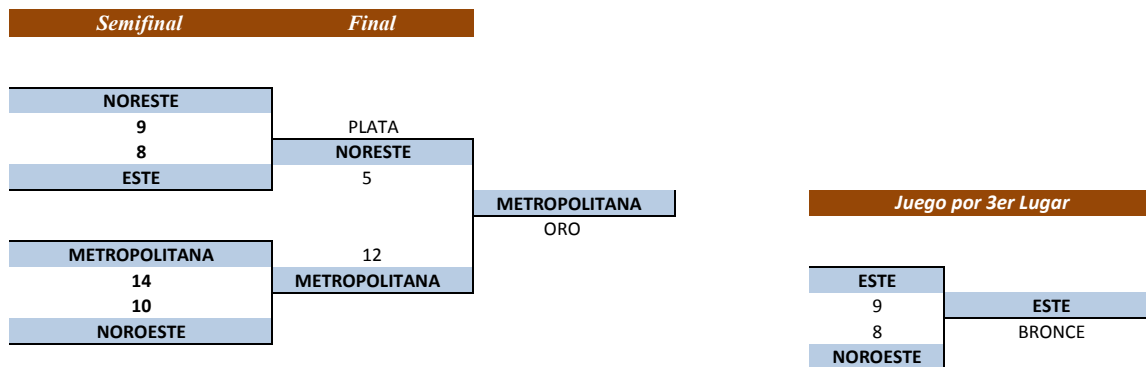 Semifinal Final
NORESTE
9 PLATA
8 NORESTE
ESTE 5
METROPOLITANA Juego por 3er Lugar
ORO
METROPOLITANA 12
14 METROPOLITANA ESTE
10 9 ESTE
NOROESTE 8 BRONCE
NOROESTE